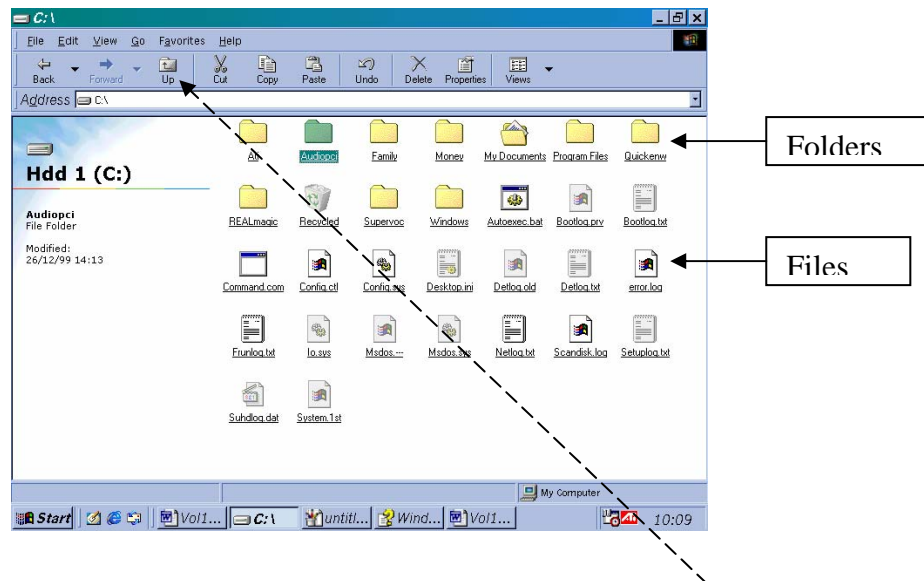 C:\
File Edit View Go Favorites Help
Back Forward Up Cut Copy Paste Undo Delete Properties Views
Address C:\
Hdd 1 (C:)
Audiopci
File Folder
Modified:
26/12/99 14:13
Audiopci Family Money My Documents Program Files Quickenw
REALmagic Recycled Supervoc Windows Autoexec.bat Bootlog.prv Bootlog.txt
Command.com Config.ctl Config.sys Desktop.ini Detlog.old Detlog.txt error.log
Frunlog.txt Io.sys Msdos.--- Msdos.sys Netlog.txt Scandisk.log Setuplog.txt
Suhdlog.dat System.1st
Folders
Files
My Computer
Start Vol1... C:\ untitl... Wind... Vol1... 10:09